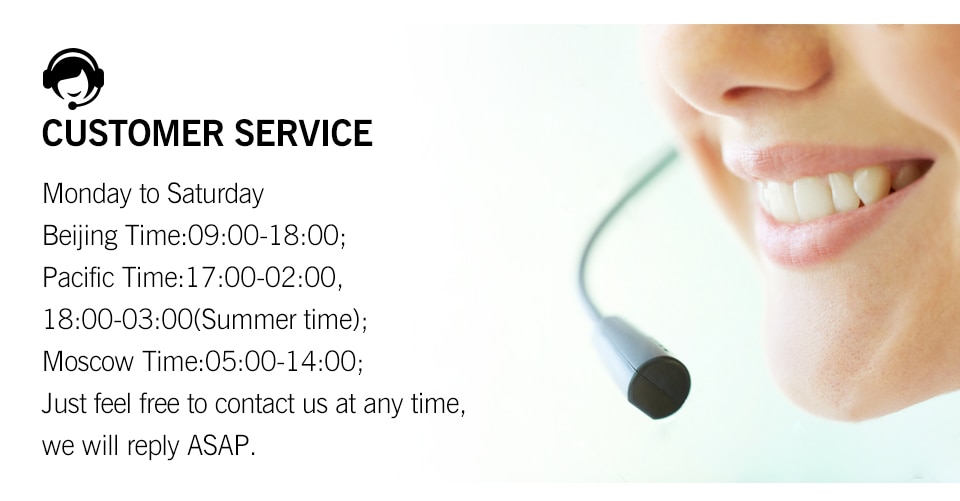 CUSTOMER SERVICE
Monday to Saturday
Beijing Time:09:00-18:00;
Pacific Time:17:00-02:00,
18:00-03:00(Summer time);
Moscow Time:05:00-14:00;
Just feel free to contact us at any time,
we will reply ASAP.